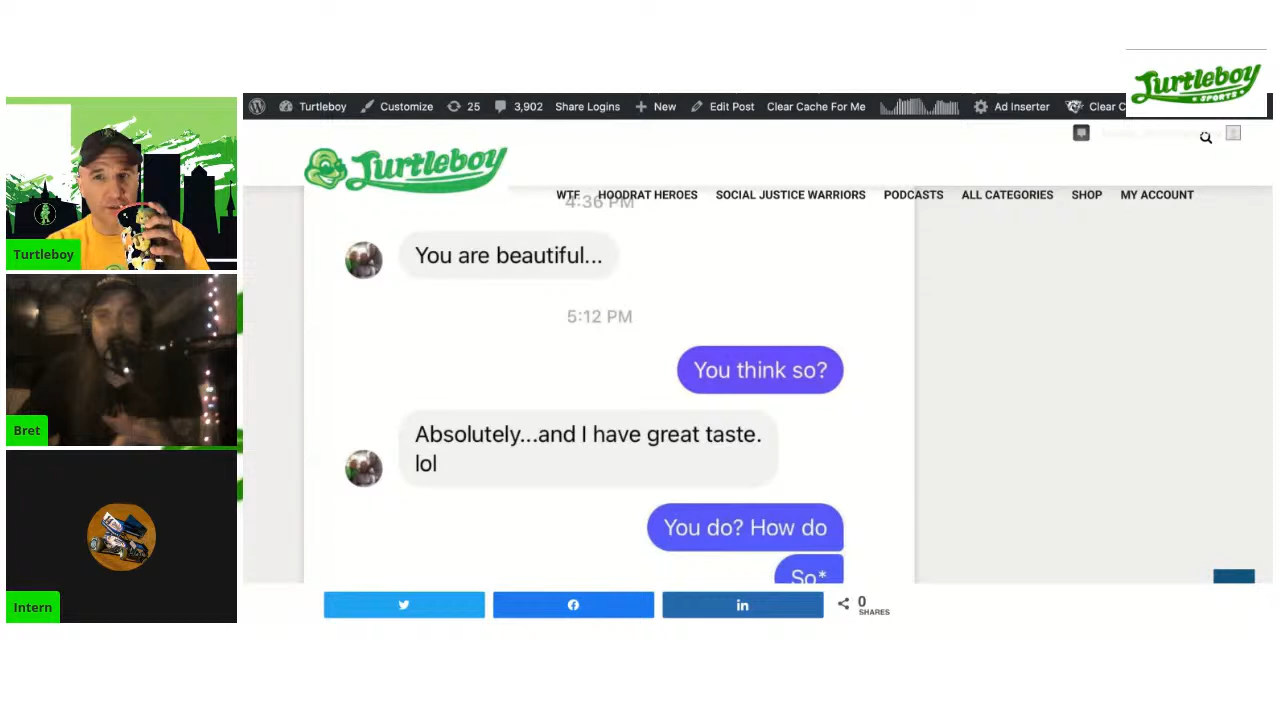 Turtleboy
SPORTS
Turtleboy Customize 25 3,902 Share Logins New Edit Post Clear Cache For Me Ad Inserter Clear C
Turtleboy
WTF HOODRAT HEROES SOCIAL JUSTICE WARRIORS PODCASTS ALL CATEGORIES SHOP MY ACCOUNT
4:36 PM
You are beautiful...
5:12 PM
You think so?
Absolutely...and I have great taste.
lol
You do? How do
So*
0
SHARES
Turtleboy
Bret
Intern